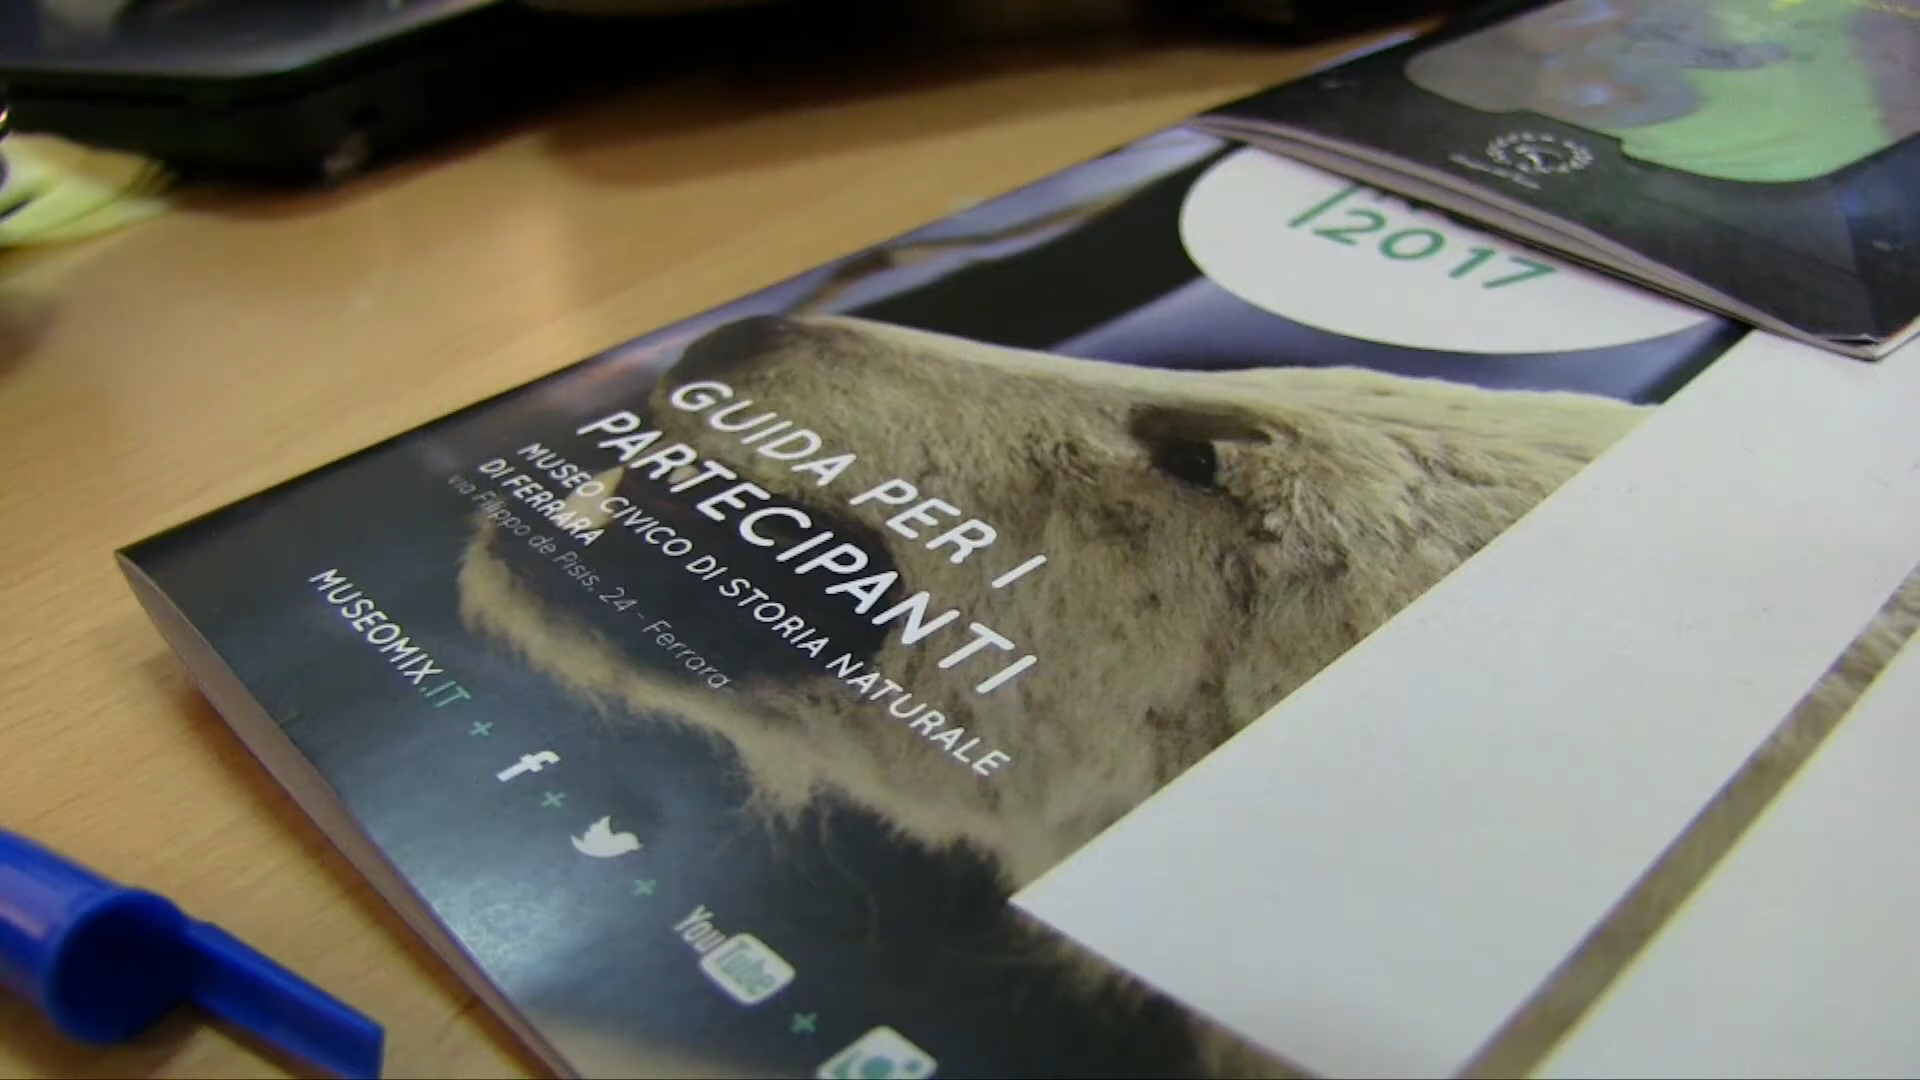 2017
GUIDA PER I
PARTECIPANTI
MUSEO CIVICO DI STORIA NATURALE
DI FERRARA
via Filippo de Pisis, 24 - Ferrara
MUSEOMIX.IT + f + +
YouTube +